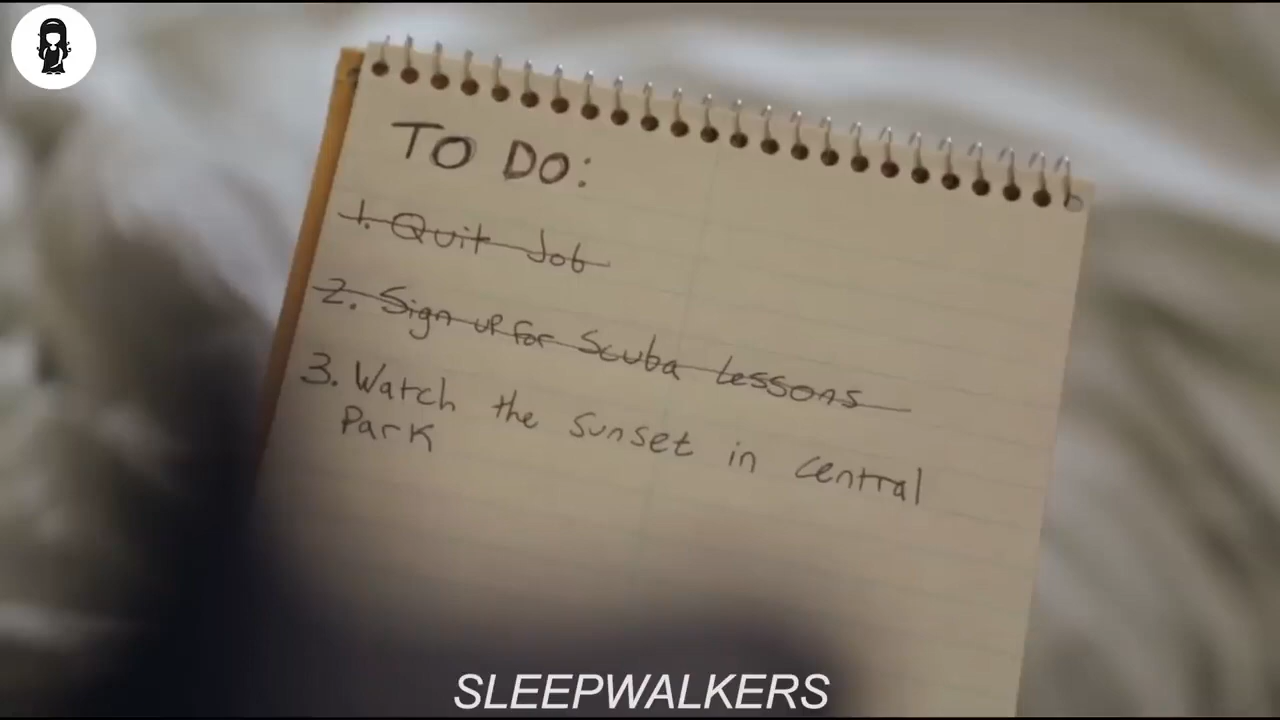 TO DO:
1. Quit Job
2. Sign up for Scuba Lessons
3. Watch the sunset in central
Park
SLEEPWALKERS